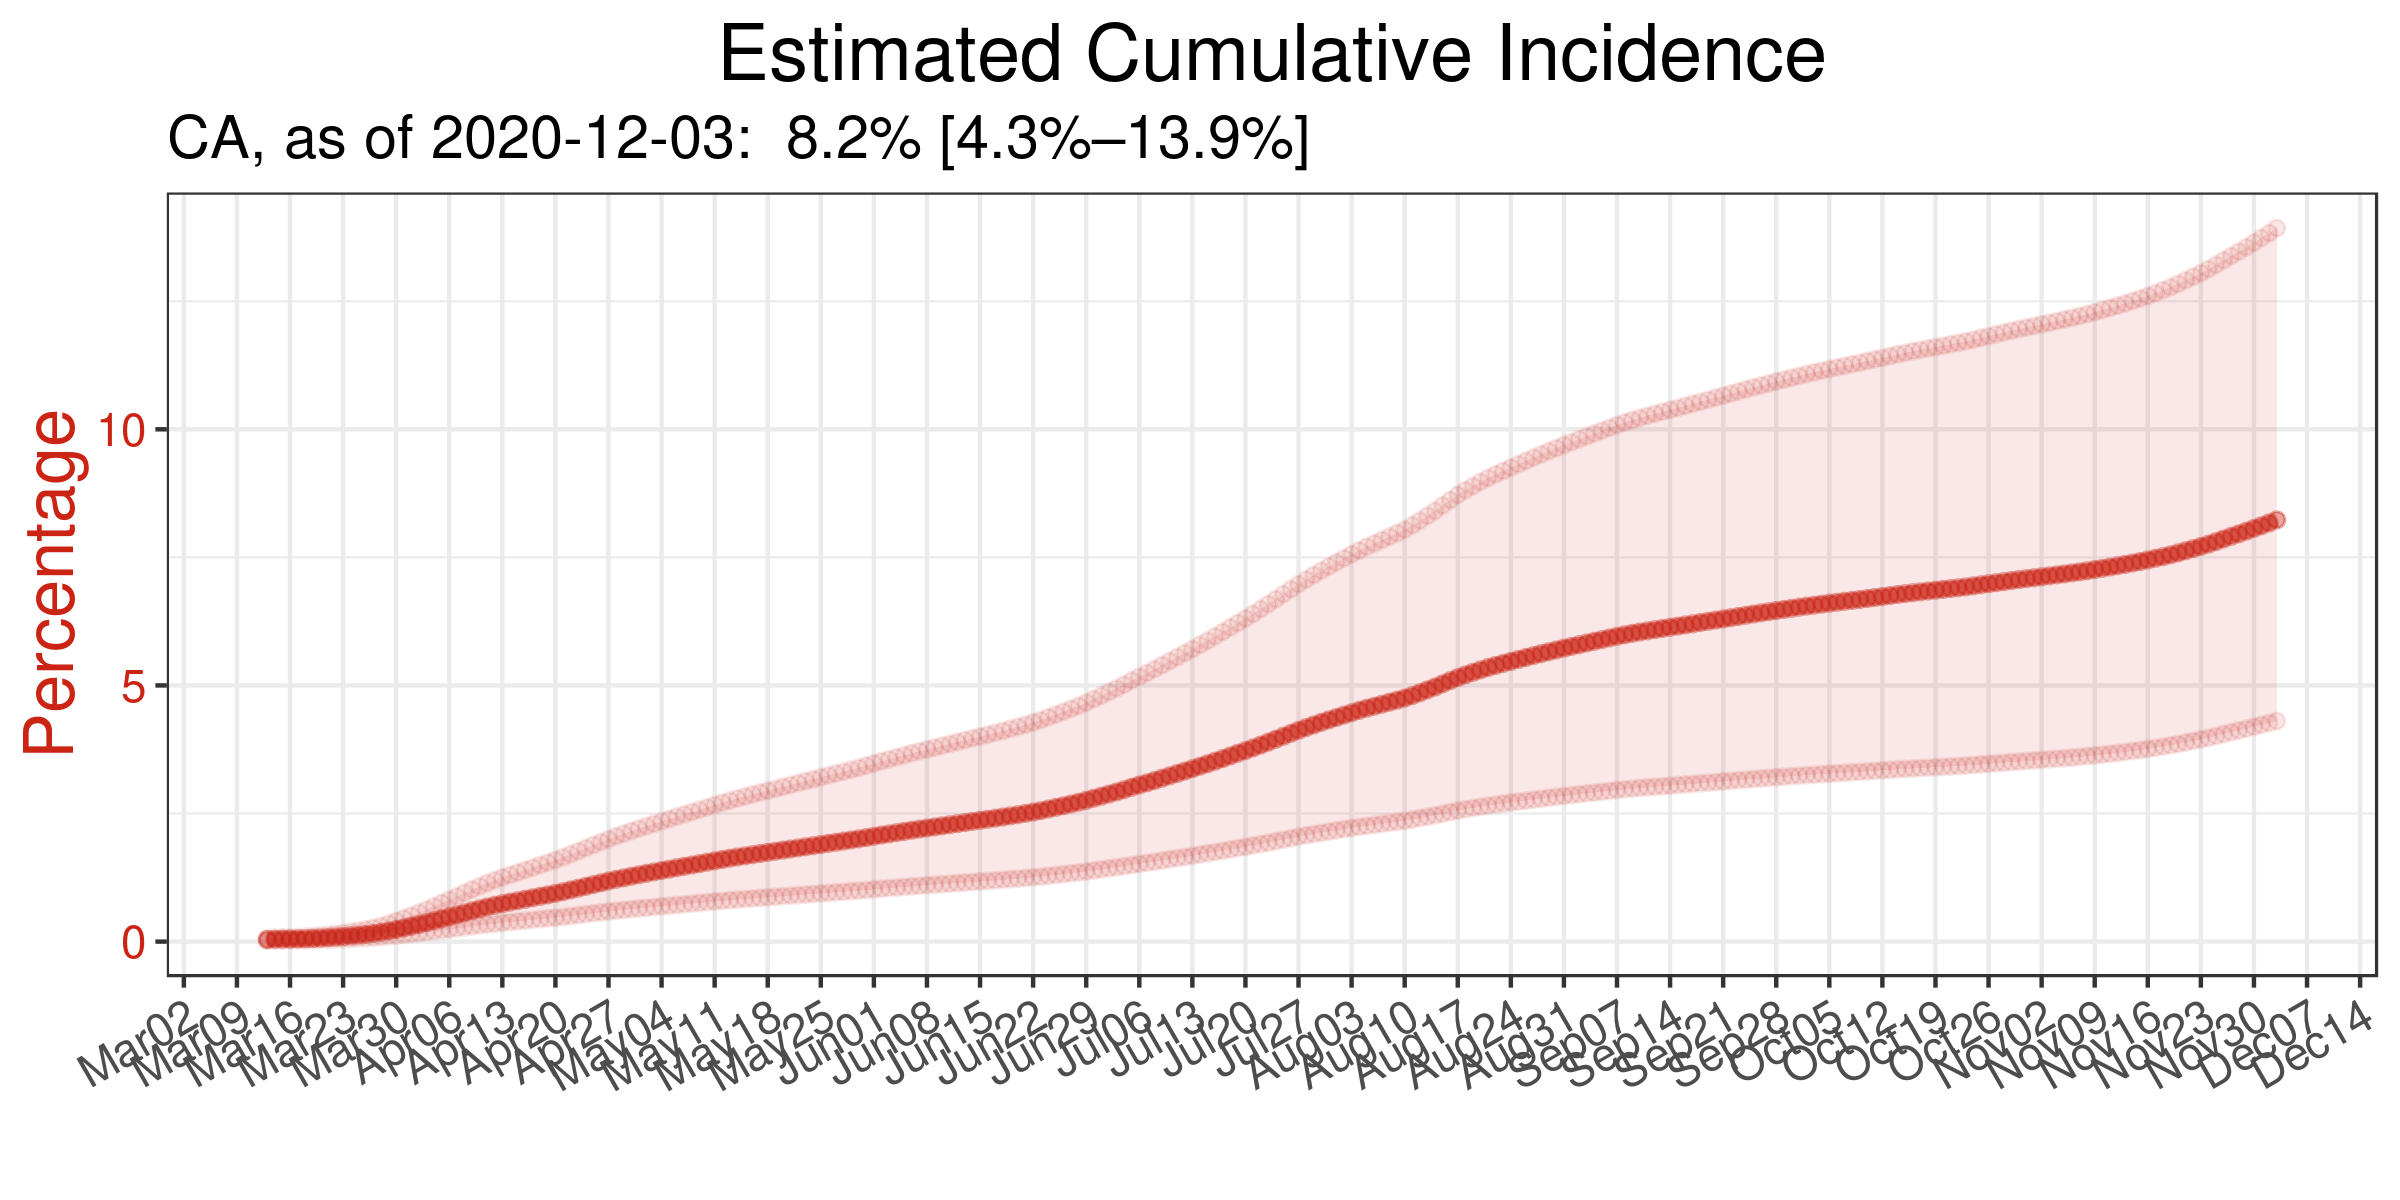 Estimated Cumulative Incidence
CA, as of 2020-12-03:  8.2% [4.3%–13.9%]
Percentage
10
5
0
Mar02
Mar09
Mar16
Mar23
Mar30
Apr06
Apr13
Apr20
Apr27
May04
May11
May18
May25
Jun01
Jun08
Jun15
Jun22
Jun29
Jul06
Jul13
Jul20
Jul27
Aug03
Aug10
Aug17
Aug24
Aug31
Sep07
Sep14
Sep21
Sep28
Oct05
Oct12
Oct19
Oct26
Nov02
Nov09
Nov16
Nov23
Nov30
Dec07
Dec14